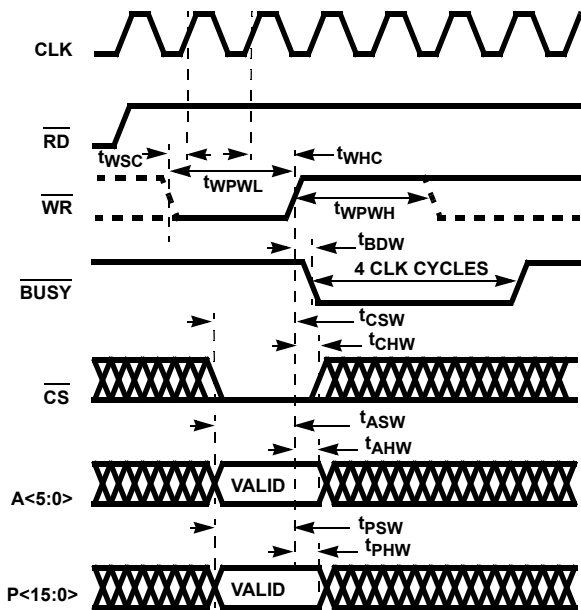 CLK
RD
tWSC
tWHC
tWPWL
WR
tWPWH
tBDW
4 CLK CYCLES
BUSY
tCSW
tCHW
CS
tASW
tAHW
VALID
A<5:0>
tPSW
tPHW
VALID
P<15:0>